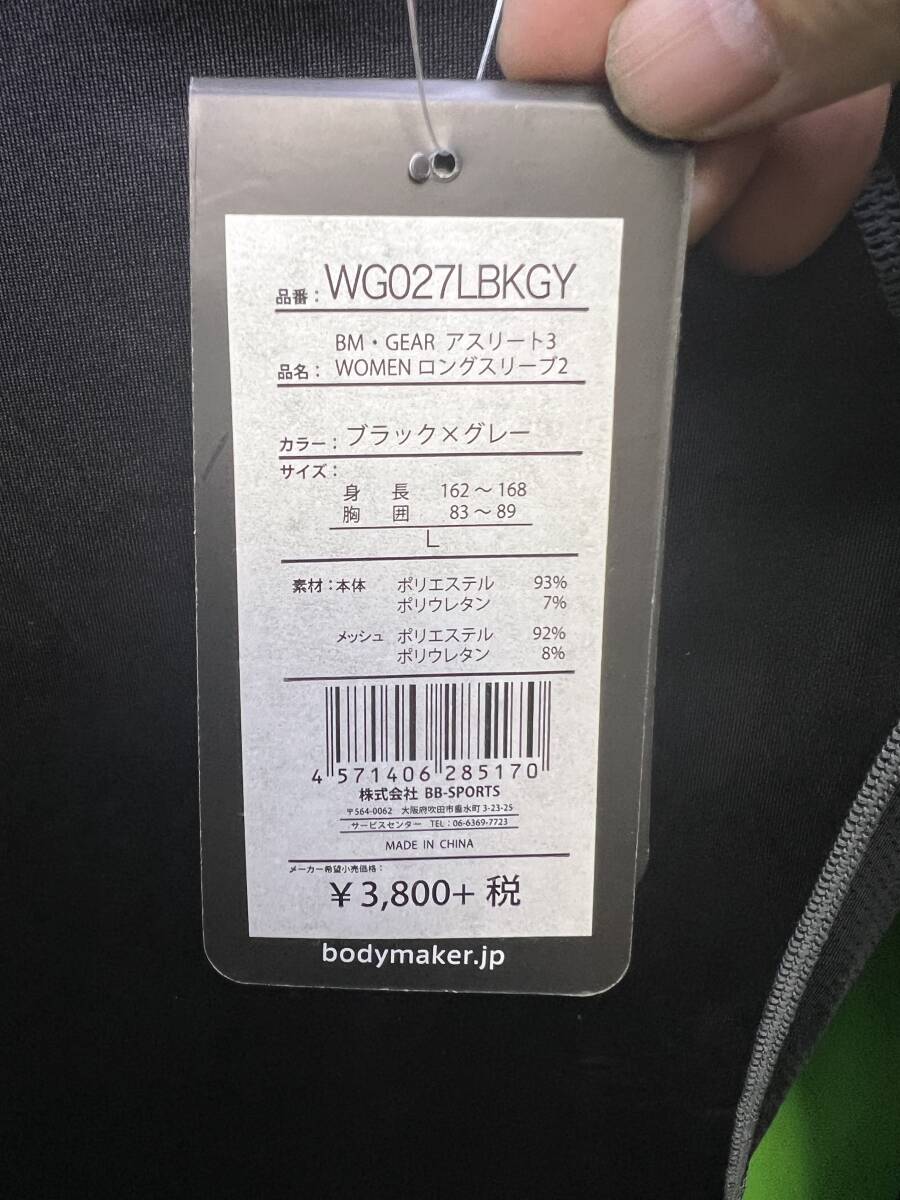 品番: WG027LBKGY
BM・GEAR アスリート3
品名: WOMEN ロングスリーブ2
カラー: ブラック×グレー
サイズ:
身 長 162～168
胸 囲 83～89
L
素材:本体 ポリエステル 93%
ポリウレタン 7%
メッシュ ポリエステル 92%
ポリウレタン 8%
4 571406 285170
株式会社 BB-SPORTS
〒564-0062 大阪府吹田市垂水町 3-23-25
サービスセンター TEL:06-6369-7723
MADE IN CHINA
メーカー希望小売価格:
¥3,800+ 税
bodymaker.jp